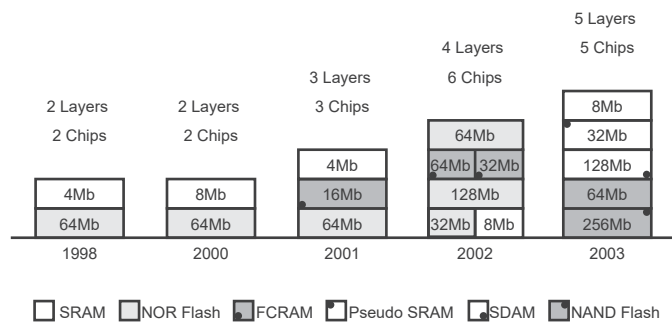 5 Layers
5 Chips
4 Layers
6 Chips
3 Layers
3 Chips
2 Layers
2 Chips
2 Layers
2 Chips
4Mb
64Mb
8Mb
64Mb
4Mb
16Mb
64Mb
64Mb
64Mb 32Mb
128Mb
32Mb 8Mb
8Mb
32Mb
128Mb
64Mb
256Mb
1998 2000 2001 2002 2003
SRAM NOR Flash FCRAM Pseudo SRAM SDAM NAND Flash